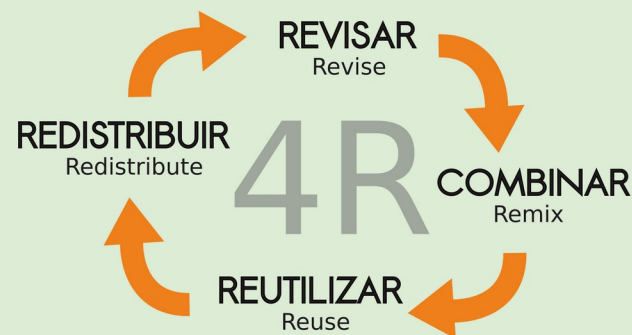 REVISAR
Revise
REDISTRIBUIR
Redistribute
4R
COMBINAR
Remix
REUTILIZAR
Reuse